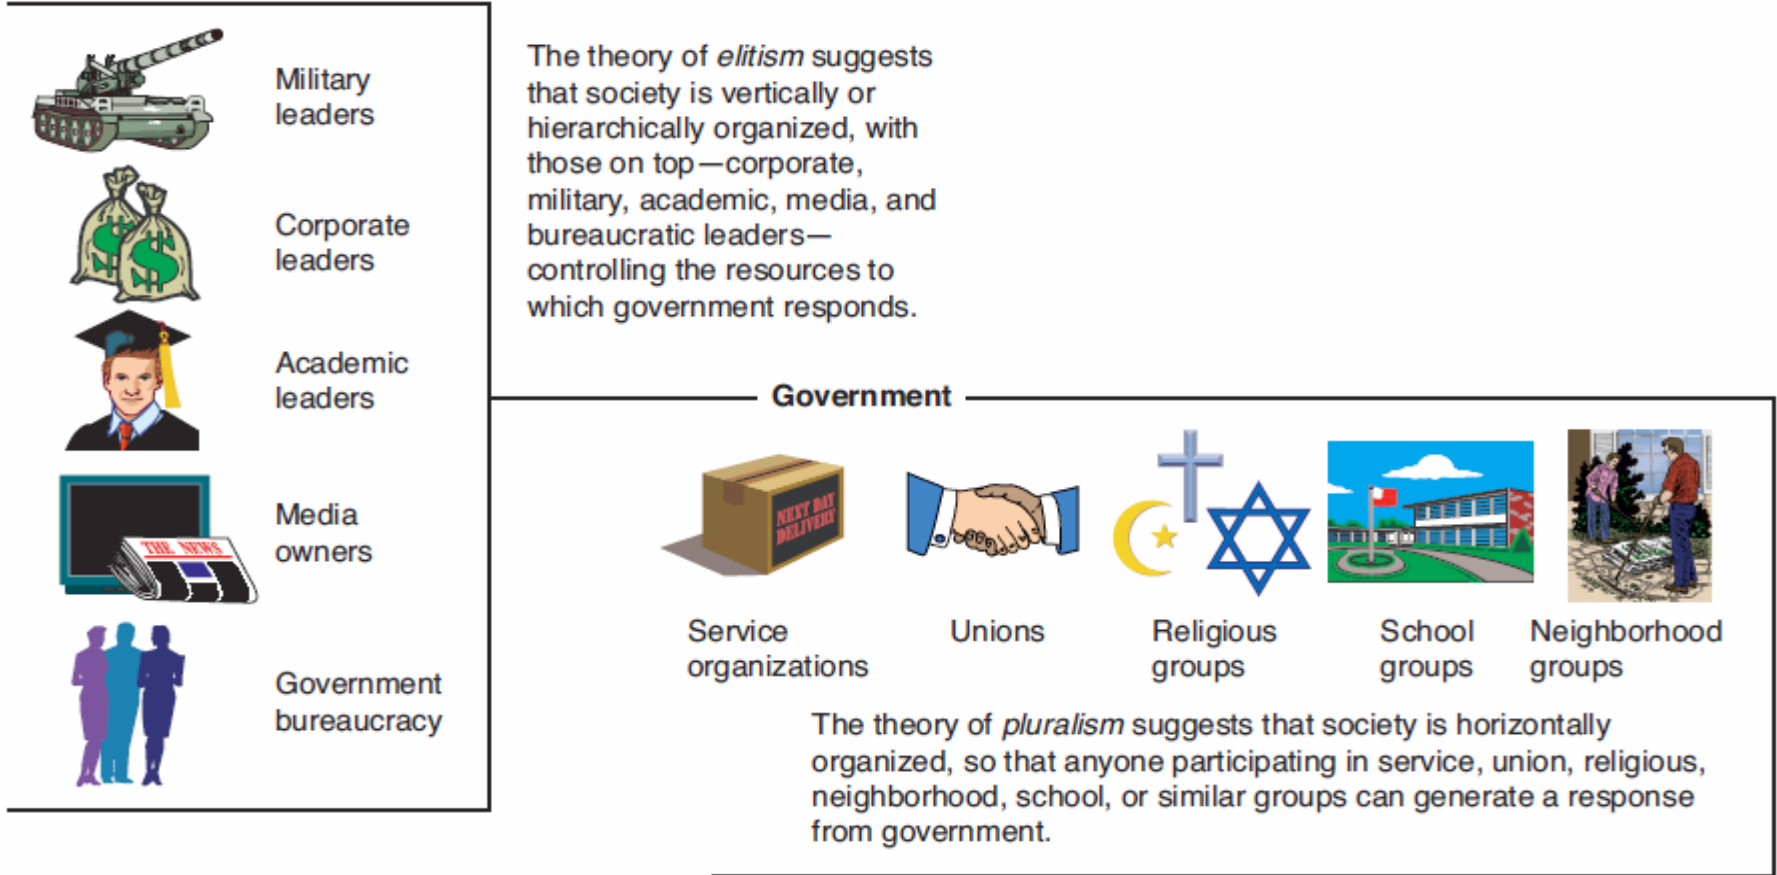 Military
leaders
Corporate
leaders
Academic
leaders
THE NEWS
Media
owners
Government
bureaucracy
The theory of elitism suggests
that society is vertically or
hierarchically organized, with
those on top—corporate,
military, academic, media, and
bureaucratic leaders—
controlling the resources to
which government responds.
Government
NEXT DAY
DELIVERY
Service
organizations
Unions
Religious
groups
School
groups
Neighborhood
groups
The theory of pluralism suggests that society is horizontally
organized, so that anyone participating in service, union, religious,
neighborhood, school, or similar groups can generate a response
from government.